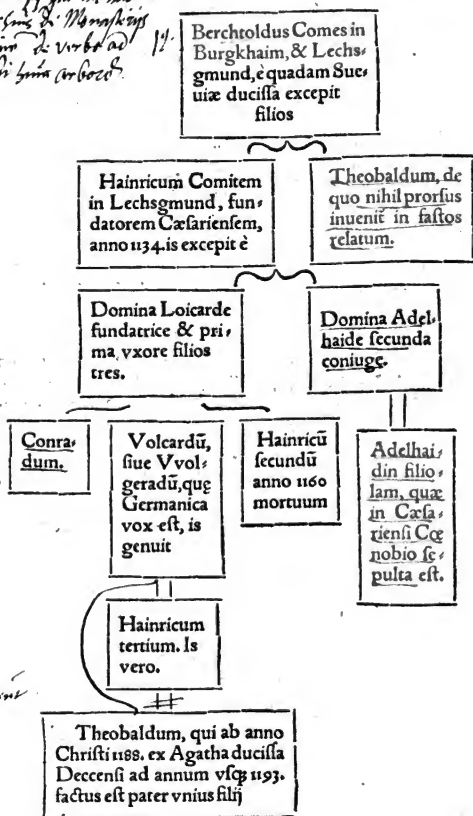 Berchtoldus Comes in
Burgkhaim, & Lechs⸗
gmund, è quadam Sue⸗
uiæ ducissa excepit
filios
Hainricum Comitem
in Lechsgmund, fun⸗
datorem Cæsariensem,
anno 1134. is excepit è
Theobaldum, de
quo nihil prorsus
inuenit in fastos
relatum.
Domina Loicarde
fundatrice & pri⸗
ma vxore filios
tres.
Domina Adel⸗
haide secunda
coniuge.
Conra⸗
dum.
Volcardū,
siue Vvol⸗
geradū, quę
Germanica
vox est, is
genuit
Hainricū
secundū
anno 1160
mortuum
Adelhai⸗
din filio⸗
lam, quæ
in Cæsa⸗
riensi Cœ
nobio se⸗
pulta est.
Hainricum
tertium. Is
vero.
Theobaldum, qui ab anno
Christi 1188. ex Agatha ducissa
Deccensi ad annum vsqꝫ 1193.
factus est pater vnius filij